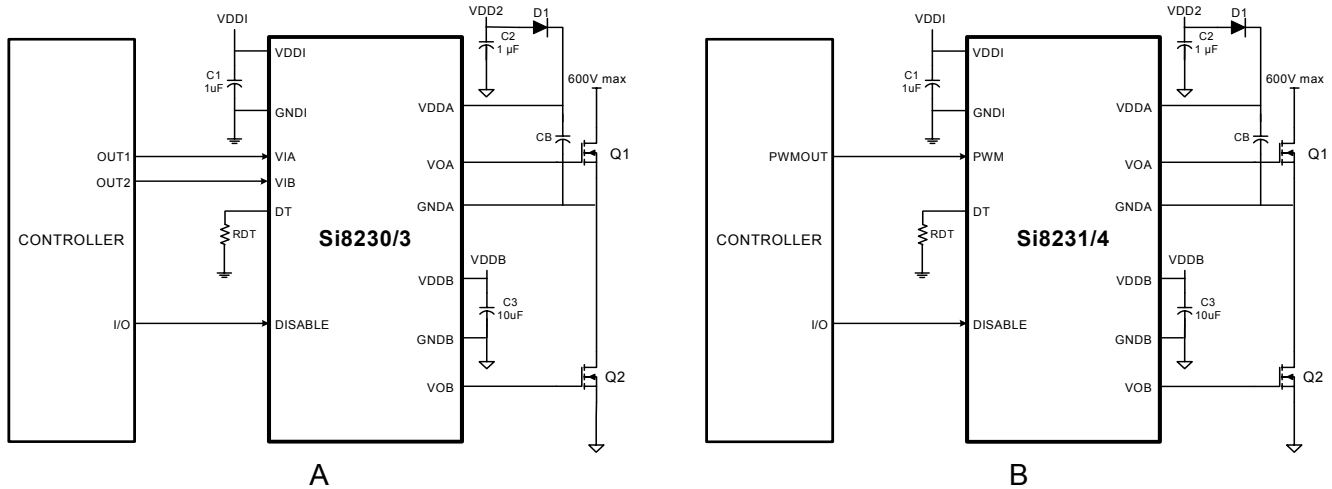 VDDI
VDD2
D1
C2
1 µF
VDDI
C1
1uF
600V max
GNDI
VDDA
CB
OUT1
VIA
VOA
Q1
OUT2
VIB
DT
GNDA
CONTROLLER
RDT
Si8230/3
VDDB
VDDB
C3
10uF
I/O
DISABLE
GNDB
VOB
Q2
A
VDDI
VDD2
D1
C2
1 µF
VDDI
C1
1uF
600V max
GNDI
VDDA
CB
PWMOUT
PWM
VOA
Q1
DT
GNDA
CONTROLLER
RDT
Si8231/4
VDDB
VDDB
C3
10uF
I/O
DISABLE
GNDB
VOB
Q2
B